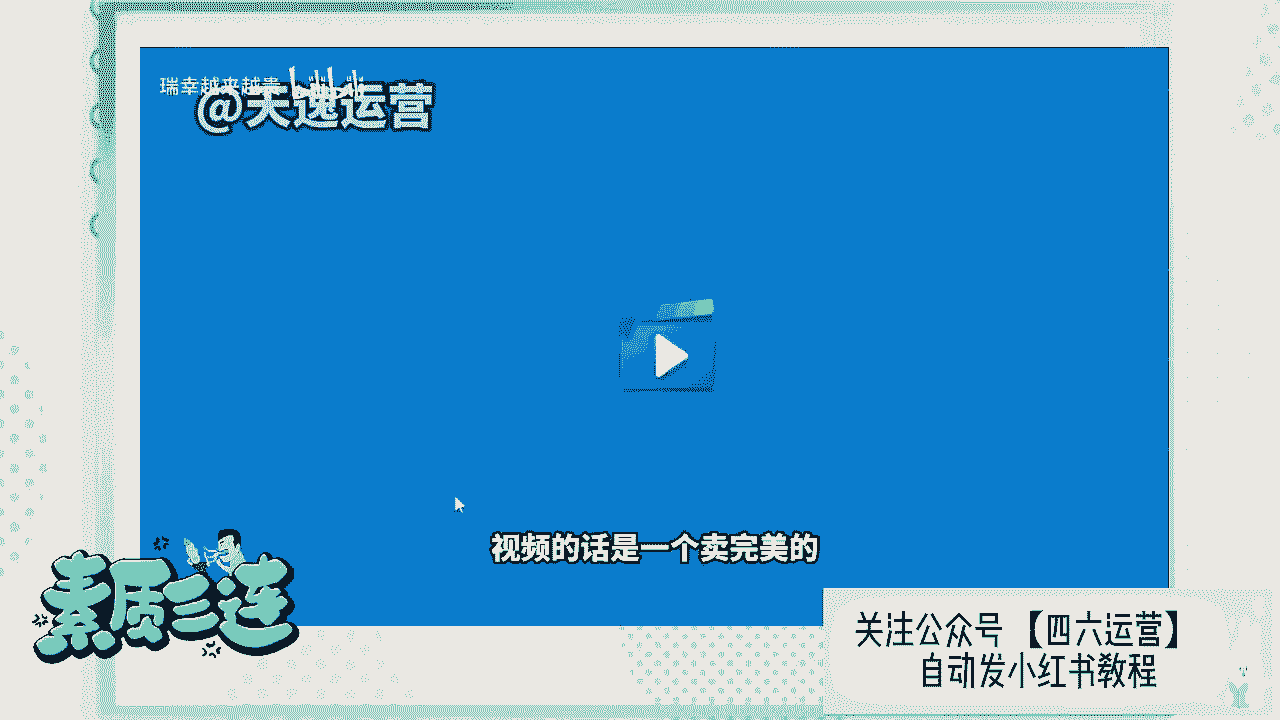 瑞幸越来越贵
@天逸运营
视频的话是一个卖完美的
素质三连
关注公众号【四六运营】
自动发小红书教程